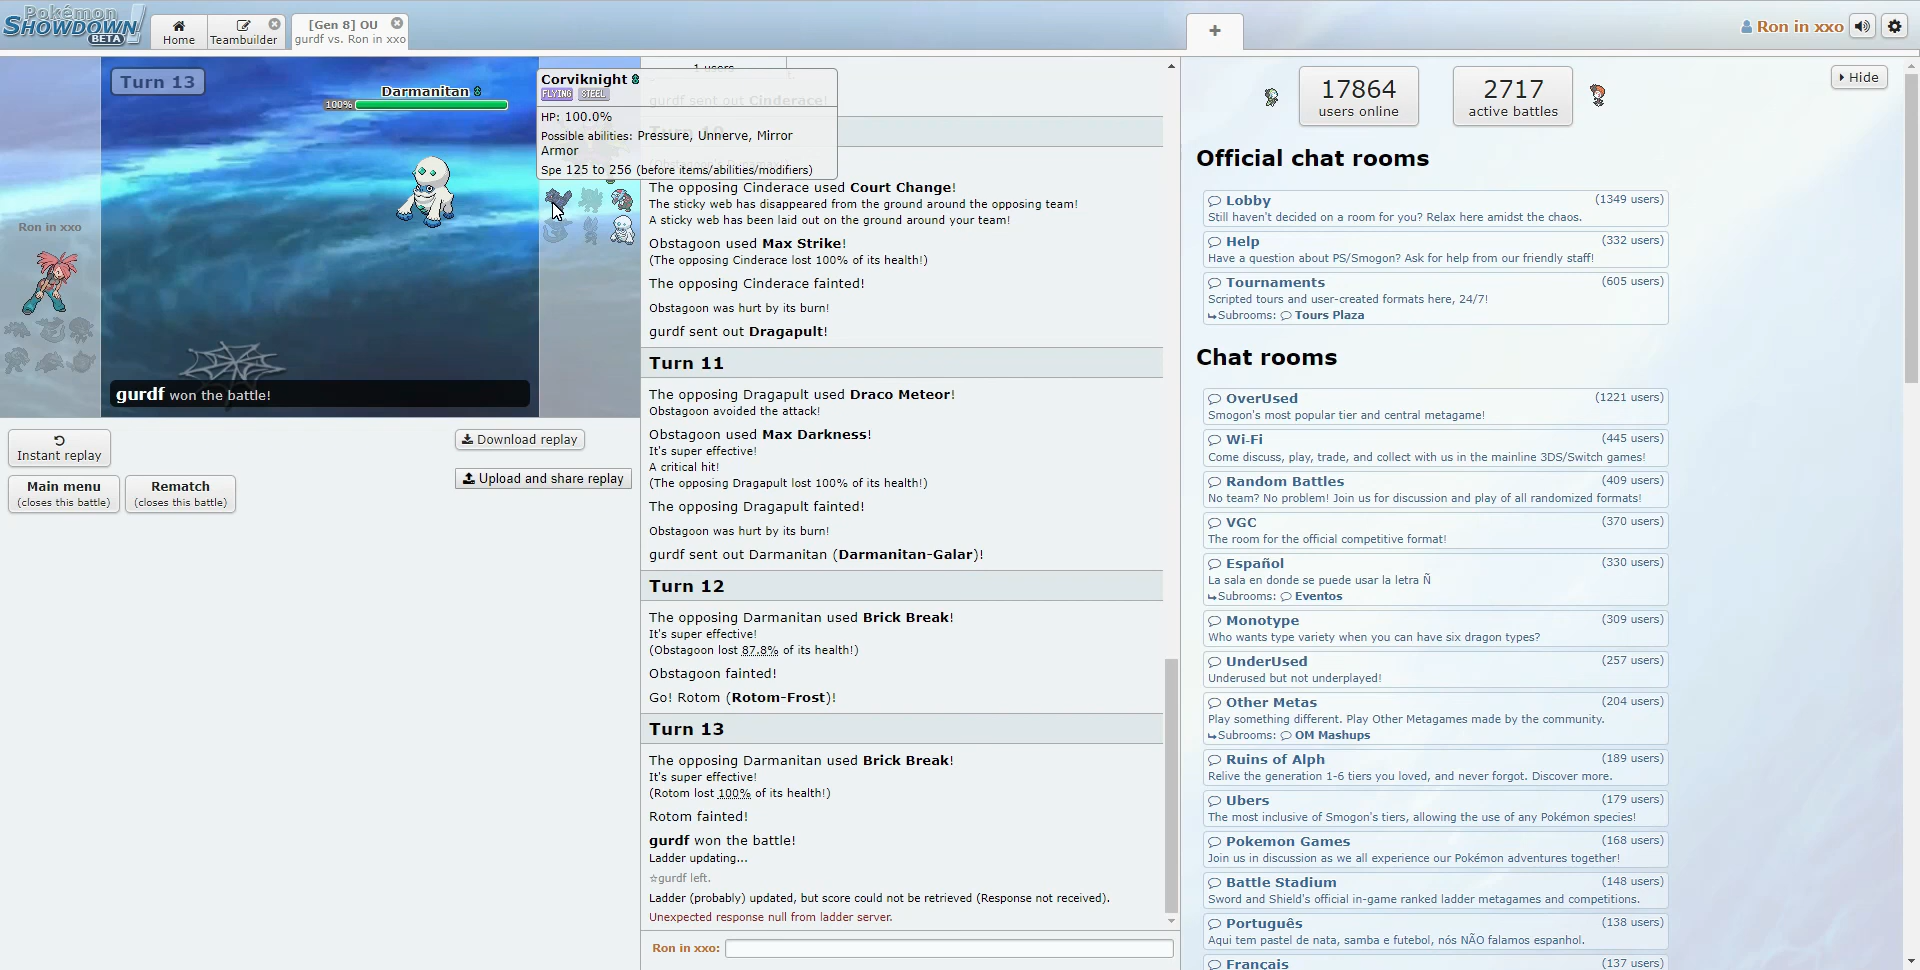 Pokémon
SHOWDOWN!
BETA
Home
Teambuilder
[Gen 8] OU
gurdf vs. Ron in xxo
+
Ron in xxo
Turn 13
Darmanitan
100%
Ron in xxo
gurdf won the battle!
Corviknight
FLYING STEEL
HP: 100.0%
Possible abilities: Pressure, Unnerve, Mirror
Armor
Spe 125 to 256 (before items/abilities/modifiers)
Instant replay
Download replay
Upload and share replay
Main menu
(closes this battle)
Rematch
(closes this battle)
1 users
gurdf sent out Cinderace!
The opposing Cinderace used Court Change!
The sticky web has disappeared from the ground around the opposing team!
A sticky web has been laid out on the ground around your team!
Obstagoon used Max Strike!
(The opposing Cinderace lost 100% of its health!)
The opposing Cinderace fainted!
Obstagoon was hurt by its burn!
gurdf sent out Dragapult!
Turn 11
The opposing Dragapult used Draco Meteor!
Obstagoon avoided the attack!
Obstagoon used Max Darkness!
It's super effective!
A critical hit!
(The opposing Dragapult lost 100% of its health!)
The opposing Dragapult fainted!
Obstagoon was hurt by its burn!
gurdf sent out Darmanitan (Darmanitan-Galar)!
Turn 12
The opposing Darmanitan used Brick Break!
It's super effective!
(Obstagoon lost 87.8% of its health!)
Obstagoon fainted!
Go! Rotom (Rotom-Frost)!
Turn 13
The opposing Darmanitan used Brick Break!
It's super effective!
(Rotom lost 100% of its health!)
Rotom fainted!
gurdf won the battle!
Ladder updating...
☆gurdf left.
Ladder (probably) updated, but score could not be retrieved (Response not received).
Unexpected response null from ladder server.
Ron in xxo:
Hide
17864
users online
2717
active battles
Official chat rooms
Lobby (1349 users)
Still haven't decided on a room for you? Relax here amidst the chaos.
Help (332 users)
Have a question about PS/Smogon? Ask for help from our friendly staff!
Tournaments (605 users)
Scripted tours and user-created formats here, 24/7!
↳Subrooms: Tours Plaza
Chat rooms
OverUsed (1221 users)
Smogon's most popular tier and central metagame!
Wi-Fi (445 users)
Come discuss, play, trade, and collect with us in the mainline 3DS/Switch games!
Random Battles (409 users)
No team? No problem! Join us for discussion and play of all randomized formats!
VGC (370 users)
The room for the official competitive format!
Español (330 users)
La sala en donde se puede usar la letra Ñ
↳Subrooms: Eventos
Monotype (309 users)
Who wants type variety when you can have six dragon types?
UnderUsed (257 users)
Underused but not underplayed!
Other Metas (204 users)
Play something different. Play Other Metagames made by the community.
↳Subrooms: OM Mashups
Ruins of Alph (189 users)
Relive the generation 1-6 tiers you loved, and never forgot. Discover more.
Ubers (179 users)
The most inclusive of Smogon's tiers, allowing the use of any Pokémon species!
Pokemon Games (168 users)
Join us in discussion as we all experience our Pokémon adventures together!
Battle Stadium (148 users)
Sword and Shield's official in-game ranked ladder metagames and competitions.
Português (138 users)
Aqui tem pastel de nata, samba e futebol, nós NÃO falamos espanhol.
Français (137 users)